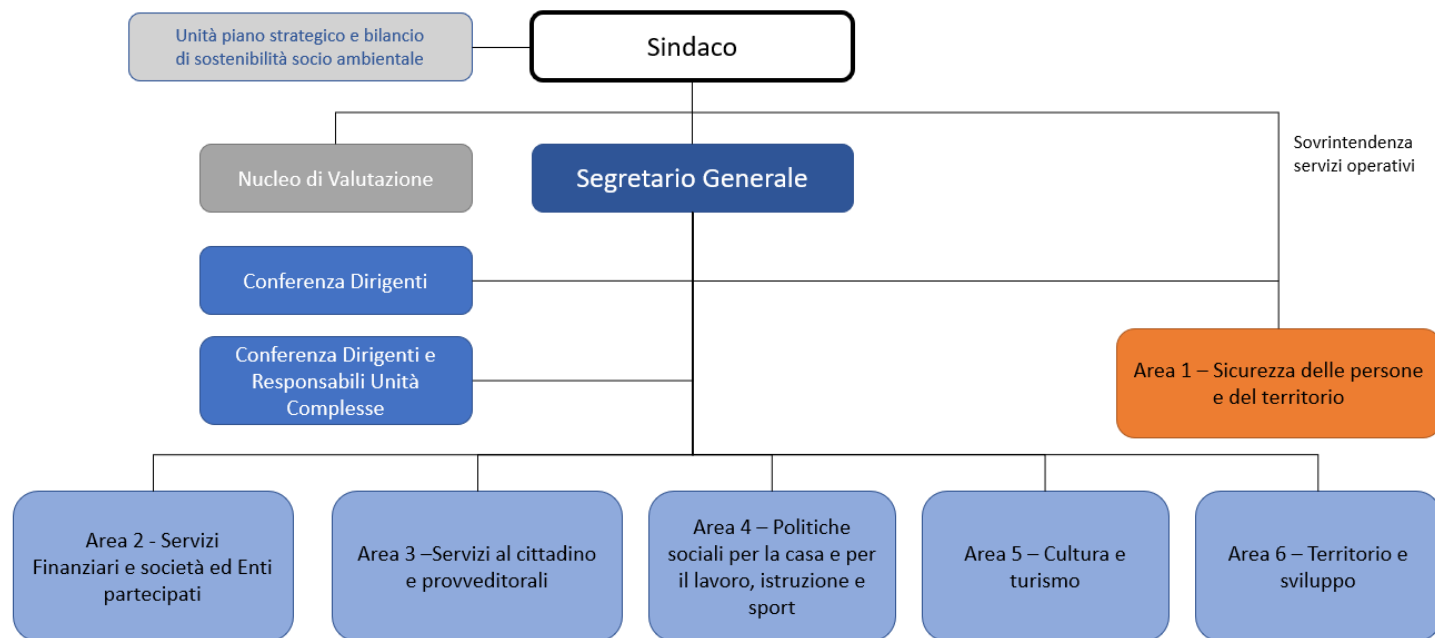 Unità piano strategico e bilancio
di sostenibilità socio ambientale
Sindaco
Sovrintendenza
servizi operativi
Nucleo di Valutazione
Segretario Generale
Conferenza Dirigenti
Conferenza Dirigenti e
Responsabili Unità
Complesse
Area 1 – Sicurezza delle persone
e del territorio
Area 2 - Servizi
Finanziari e società ed Enti
partecipati
Area 3 –Servizi al cittadino
e provveditorali
Area 4 – Politiche
sociali per la casa e per
il lavoro, istruzione e
sport
Area 5 – Cultura e
turismo
Area 6 – Territorio e
sviluppo